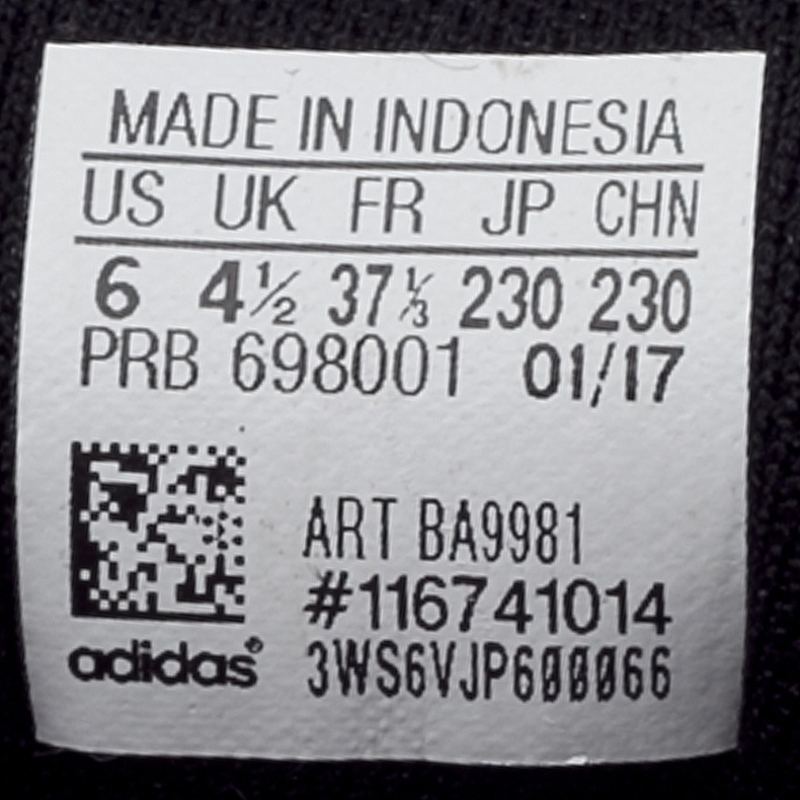 MADE IN INDONESIA
US UK FR JP CHN
6 4½ 37⅓ 230 230
PRB 698001 01/17
ART BA9981
#116741014
adidas® 3WS6VJP600066